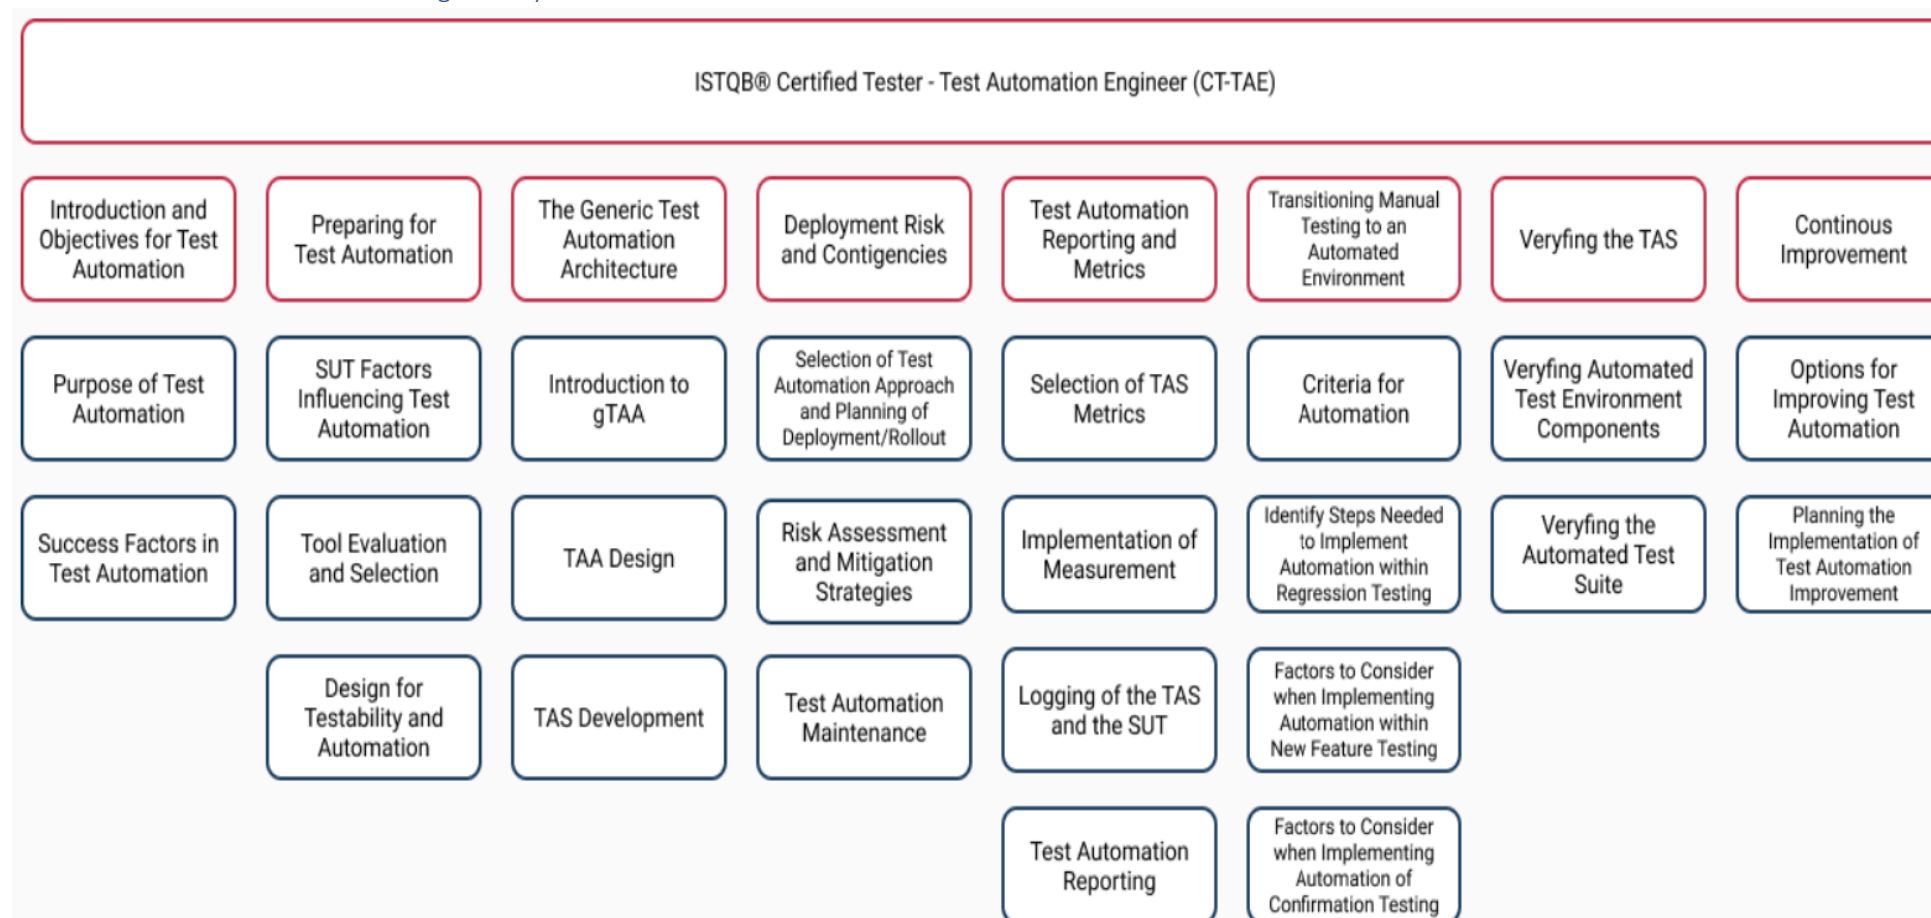 ISTQB® Certified Tester - Test Automation Engineer (CT-TAE)
Introduction and
Objectives for Test
Automation
Preparing for
Test Automation
The Generic Test
Automation
Architecture
Deployment Risk
and Contigencies
Test Automation
Reporting and
Metrics
Transitioning Manual
Testing to an
Automated
Environment
Veryfing the TAS
Continous
Improvement
Purpose of Test
Automation
SUT Factors
Influencing Test
Automation
Introduction to
gTAA
Selection of Test
Automation Approach
and Planning of
Deployment/Rollout
Selection of TAS
Metrics
Criteria for
Automation
Veryfing Automated
Test Environment
Components
Options for
Improving Test
Automation
Success Factors in
Test Automation
Tool Evaluation
and Selection
TAA Design
Risk Assessment
and Mitigation
Strategies
Implementation of
Measurement
Identify Steps Needed
to Implement
Automation within
Regression Testing
Veryfing the
Automated Test
Suite
Planning the
Implementation of
Test Automation
Improvement
Design for
Testability and
Automation
TAS Development
Test Automation
Maintenance
Logging of the TAS
and the SUT
Factors to Consider
when Implementing
Automation within
New Feature Testing
Test Automation
Reporting
Factors to Consider
when Implementing
Automation of
Confirmation Testing